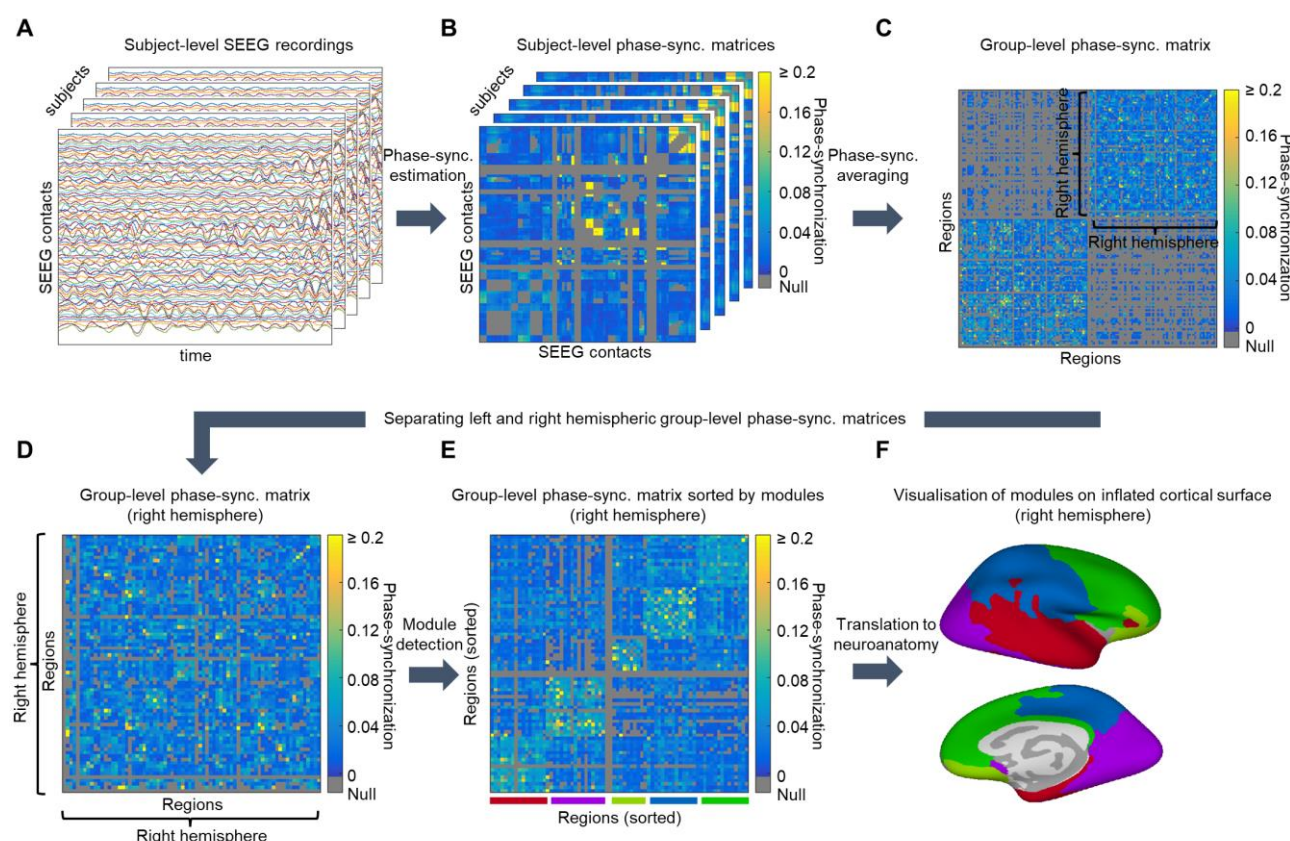 A
Subject-level SEEG recordings
subjects
SEEG contacts
time
Phase-sync.
estimation
B
Subject-level phase-sync. matrices
subjects
SEEG contacts
SEEG contacts
≥ 0.2
0.16
0.12
0.08
0.04
0
Null
Phase-synchronization
Phase-sync.
averaging
C
Group-level phase-sync. matrix
Regions
Right hemisphere
Right hemisphere
Regions
≥ 0.2
0.16
0.12
0.08
0.04
0
Null
Phase-synchronization
Separating left and right hemispheric group-level phase-sync. matrices
D
Group-level phase-sync. matrix
(right hemisphere)
Right hemisphere
Regions
Regions
Right hemisphere
≥ 0.2
0.16
0.12
0.08
0.04
0
Null
Phase-synchronization
Module
detection
E
Group-level phase-sync. matrix sorted by modules
(right hemisphere)
Regions (sorted)
Regions (sorted)
≥ 0.2
0.16
0.12
0.08
0.04
0
Null
Phase-synchronization
Translation to
neuroanatomy
F
Visualisation of modules on inflated cortical surface
(right hemisphere)